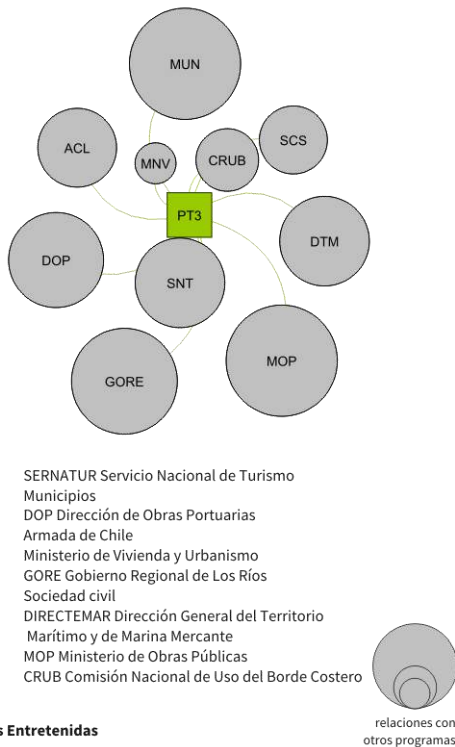 MUN
SCS
ACL
MNV
CRUB
PT3
DTM
DOP
SNT
MOP
GORE
SERNATUR Servicio Nacional de Turismo
Municipios
DOP Dirección de Obras Portuarias
Armada de Chile
Ministerio de Vivienda y Urbanismo
GORE Gobierno Regional de Los Ríos
Sociedad civil
DIRECTEMAR Dirección General del Territorio
Marítimo y de Marina Mercante
MOP Ministerio de Obras Públicas
CRUB Comisión Nacional de Uso del Borde Costero
relaciones con
otros programas
s Entretenidas